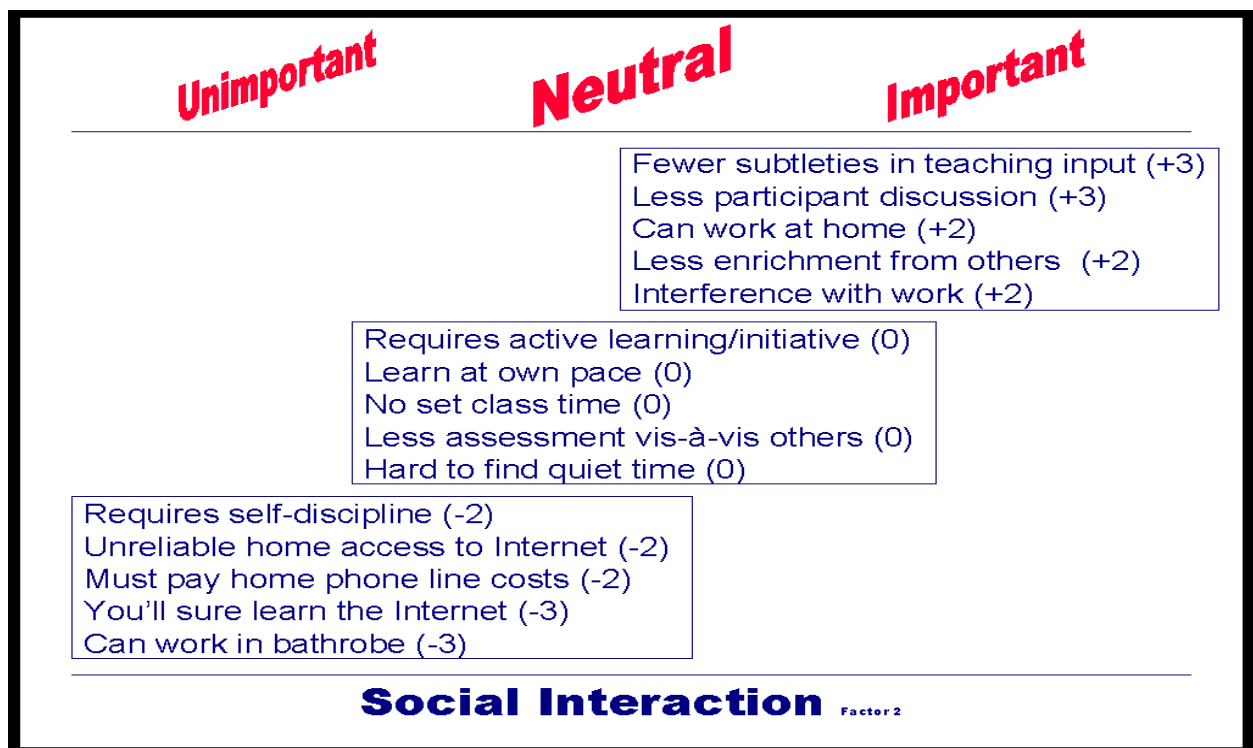 Unimportant
Neutral
Important
Fewer subtleties in teaching input (+3)
Less participant discussion (+3)
Can work at home (+2)
Less enrichment from others  (+2)
Interference with work (+2)
Requires active learning/initiative (0)
Learn at own pace (0)
No set class time (0)
Less assessment vis-à-vis others (0)
Hard to find quiet time (0)
Requires self-discipline (-2)
Unreliable home access to Internet (-2)
Must pay home phone line costs (-2)
You'll sure learn the Internet (-3)
Can work in bathrobe (-3)
Social Interaction Factor 2